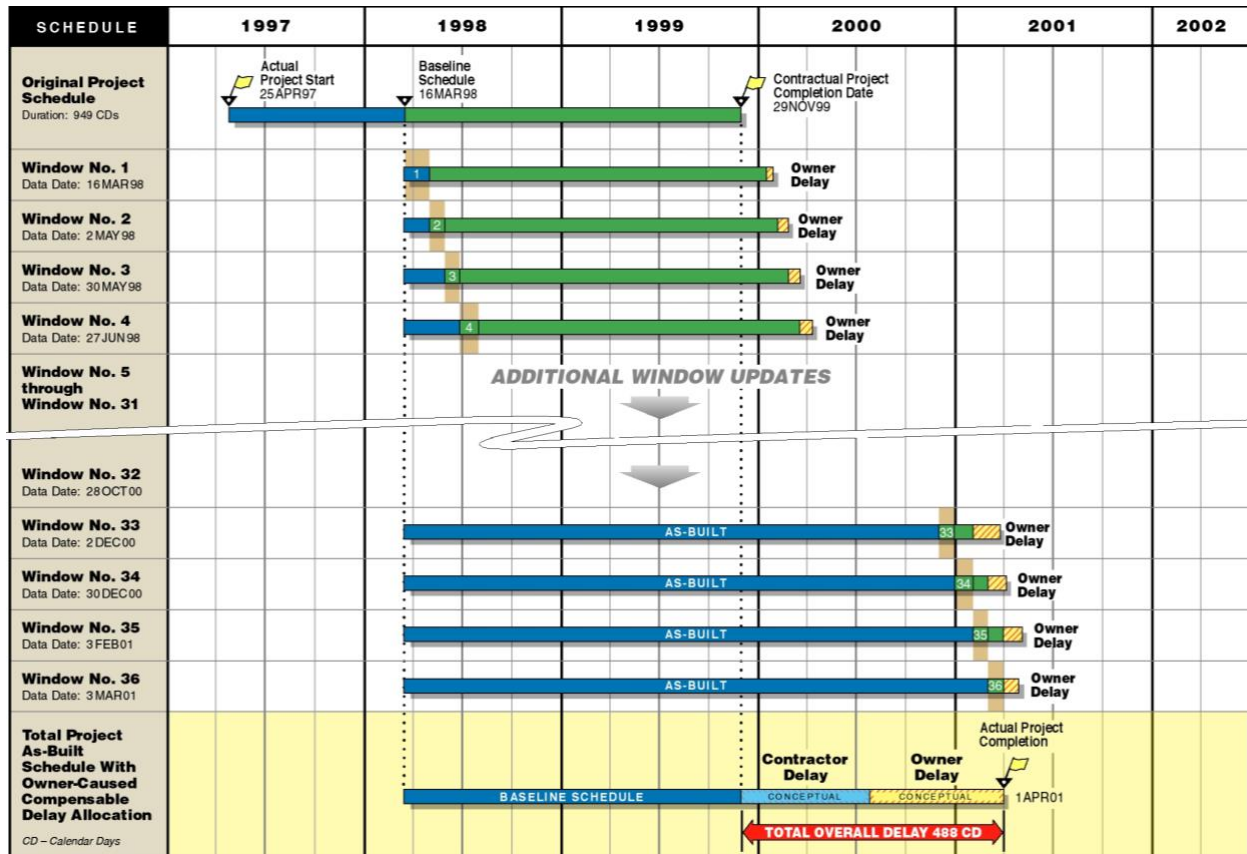 SCHEDULE
1997
1998
1999
2000
2001
2002
Original Project
Schedule
Duration: 949 CDs
Actual
Project Start
25APR97
Baseline
Schedule
16MAR98
Contractual Project
Completion Date
29NOV99
Window No. 1
Data Date: 16MAR98
1
Owner
Delay
Window No. 2
Data Date: 2MAY98
2
Owner
Delay
Window No. 3
Data Date: 30MAY98
3
Owner
Delay
Window No. 4
Data Date: 27JUN98
4
Owner
Delay
Window No. 5
through
Window No. 31
ADDITIONAL WINDOW UPDATES
Window No. 32
Data Date: 28OCT00
Window No. 33
Data Date: 2DEC00
AS-BUILT
33
Owner
Delay
Window No. 34
Data Date: 30DEC00
AS-BUILT
34
Owner
Delay
Window No. 35
Data Date: 3FEB01
AS-BUILT
35
Owner
Delay
Window No. 36
Data Date: 3MAR01
AS-BUILT
36
Owner
Delay
Total Project
As-Built
Schedule With
Owner-Caused
Compensable
Delay Allocation
CD – Calendar Days
Actual Project
Completion
Contractor
Delay
Owner
Delay
BASELINE SCHEDULE
CONCEPTUAL
CONCEPTUAL
1APR01
TOTAL OVERALL DELAY 488 CD